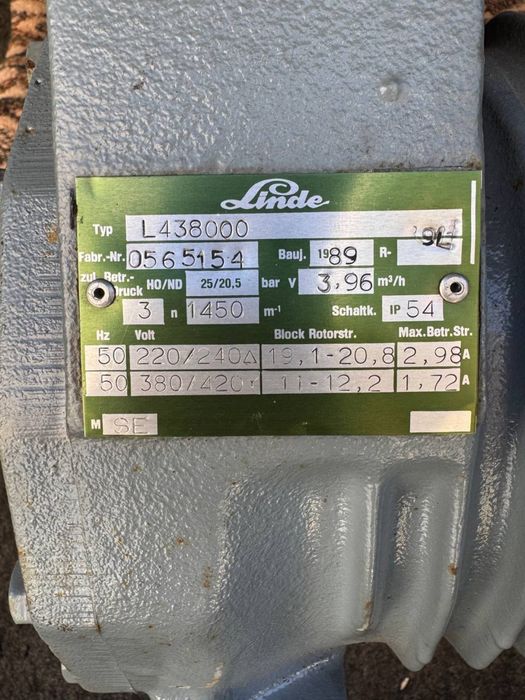 Linde
Typ L438000
Fabr.-Nr. 0565154 Bauj. 1989 R-
zul. Betr.-
druck HO/ND 25/20,5 bar V 3,96 m³/h
3 n 1450 m⁻¹ Schaltk. IP 54
Hz Volt Block Rotorstr. Max.Betr.Str.
50 220/240Δ 19,1-20,8 2,98 A
50 380/420 11-12,2 1,72 A
M SE